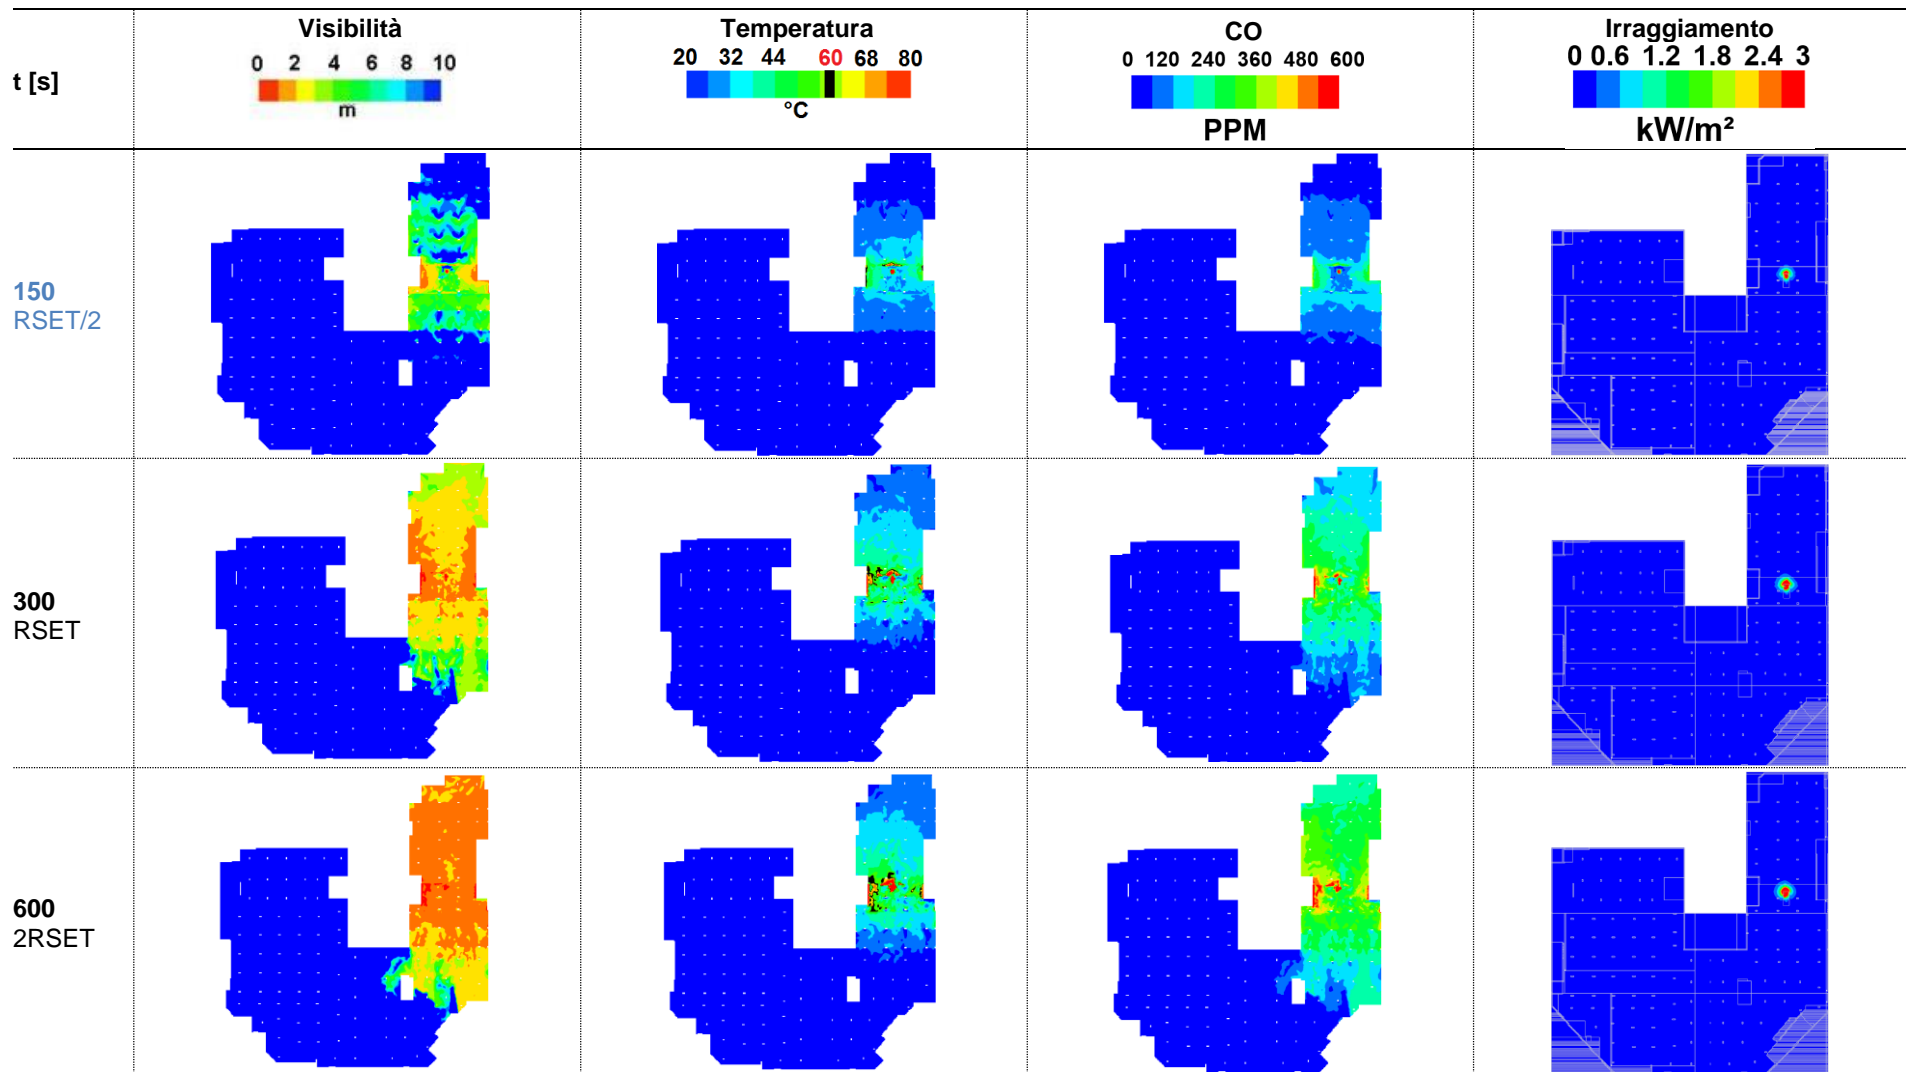 t [s]
Visibilità
0 2 4 6 8 10
m
Temperatura
20 32 44 60 68 80
°C
CO
0 120 240 360 480 600
PPM
Irraggiamento
0 0.6 1.2 1.8 2.4 3
kW/m²
150
RSET/2
300
RSET
600
2RSET